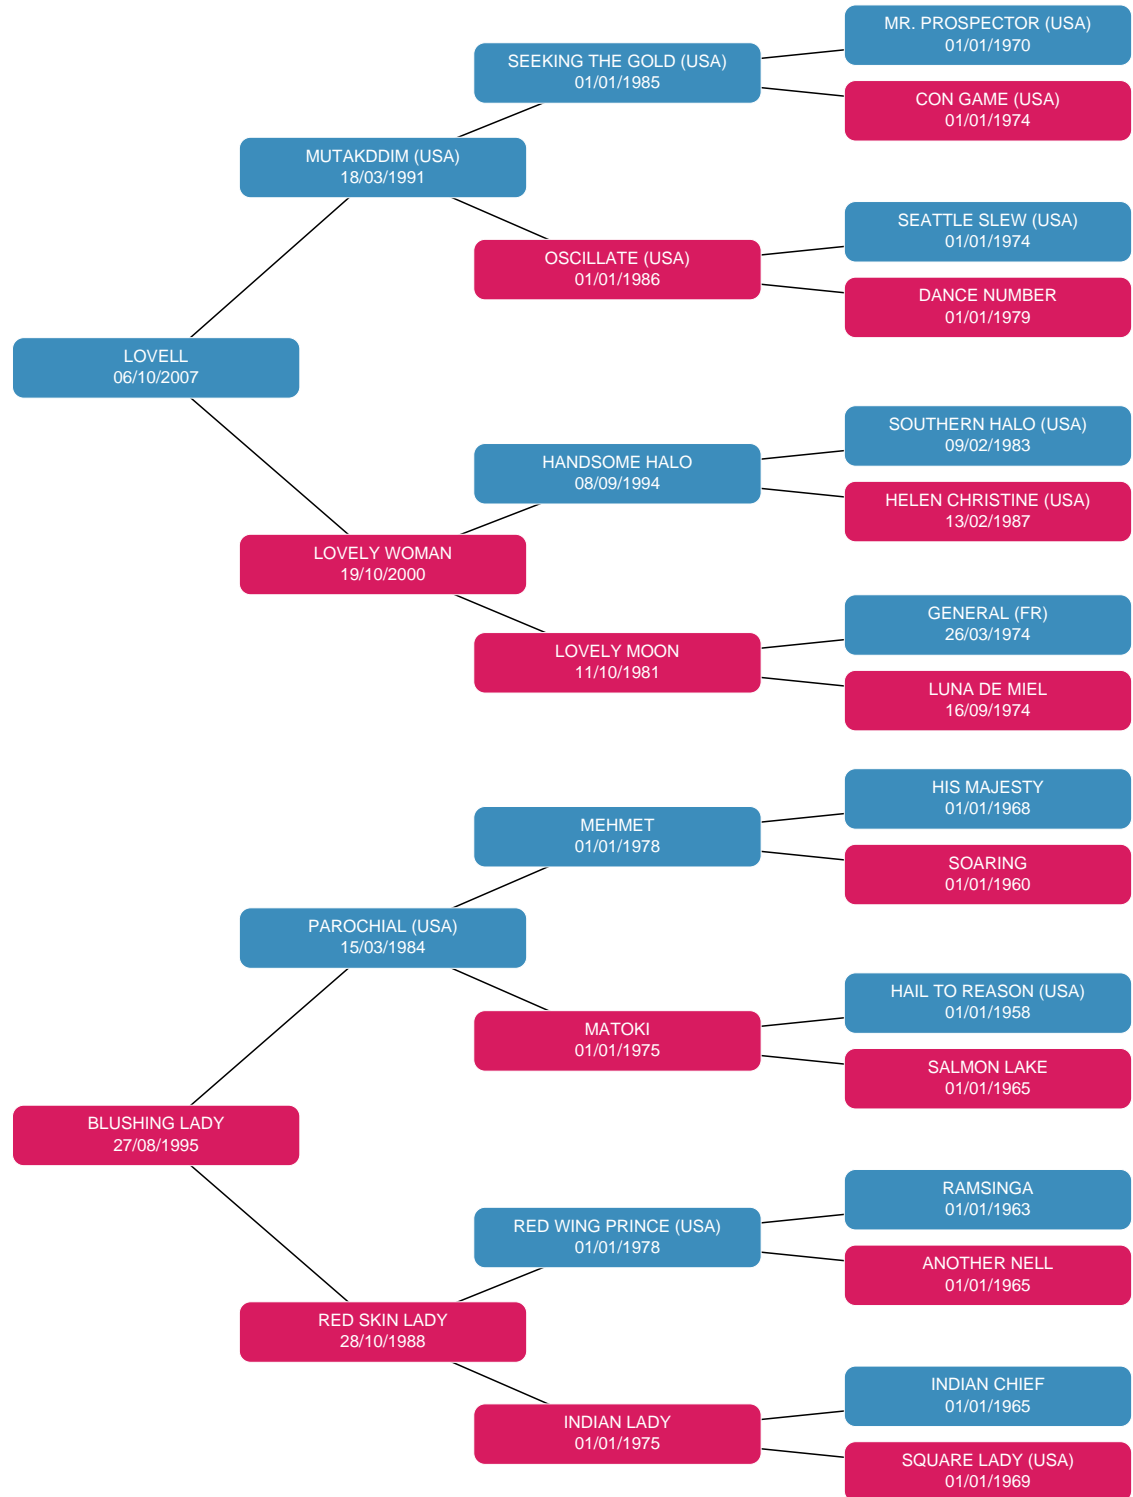 MR. PROSPECTOR (USA)
01/01/1970
SEEKING THE GOLD (USA)
01/01/1985
CON GAME (USA)
01/01/1974
MUTAKDDIM (USA)
18/03/1991
SEATTLE SLEW (USA)
01/01/1974
OSCILLATE (USA)
01/01/1986
DANCE NUMBER
01/01/1979
LOVELL
06/10/2007
SOUTHERN HALO (USA)
09/02/1983
HANDSOME HALO
08/09/1994
HELEN CHRISTINE (USA)
13/02/1987
LOVELY WOMAN
19/10/2000
GENERAL (FR)
26/03/1974
LOVELY MOON
11/10/1981
LUNA DE MIEL
16/09/1974
HIS MAJESTY
01/01/1968
MEHMET
01/01/1978
SOARING
01/01/1960
PAROCHIAL (USA)
15/03/1984
HAIL TO REASON (USA)
01/01/1958
MATOKI
01/01/1975
SALMON LAKE
01/01/1965
BLUSHING LADY
27/08/1995
RAMSINGA
01/01/1963
RED WING PRINCE (USA)
01/01/1978
ANOTHER NELL
01/01/1965
RED SKIN LADY
28/10/1988
INDIAN CHIEF
01/01/1965
INDIAN LADY
01/01/1975
SQUARE LADY (USA)
01/01/1969